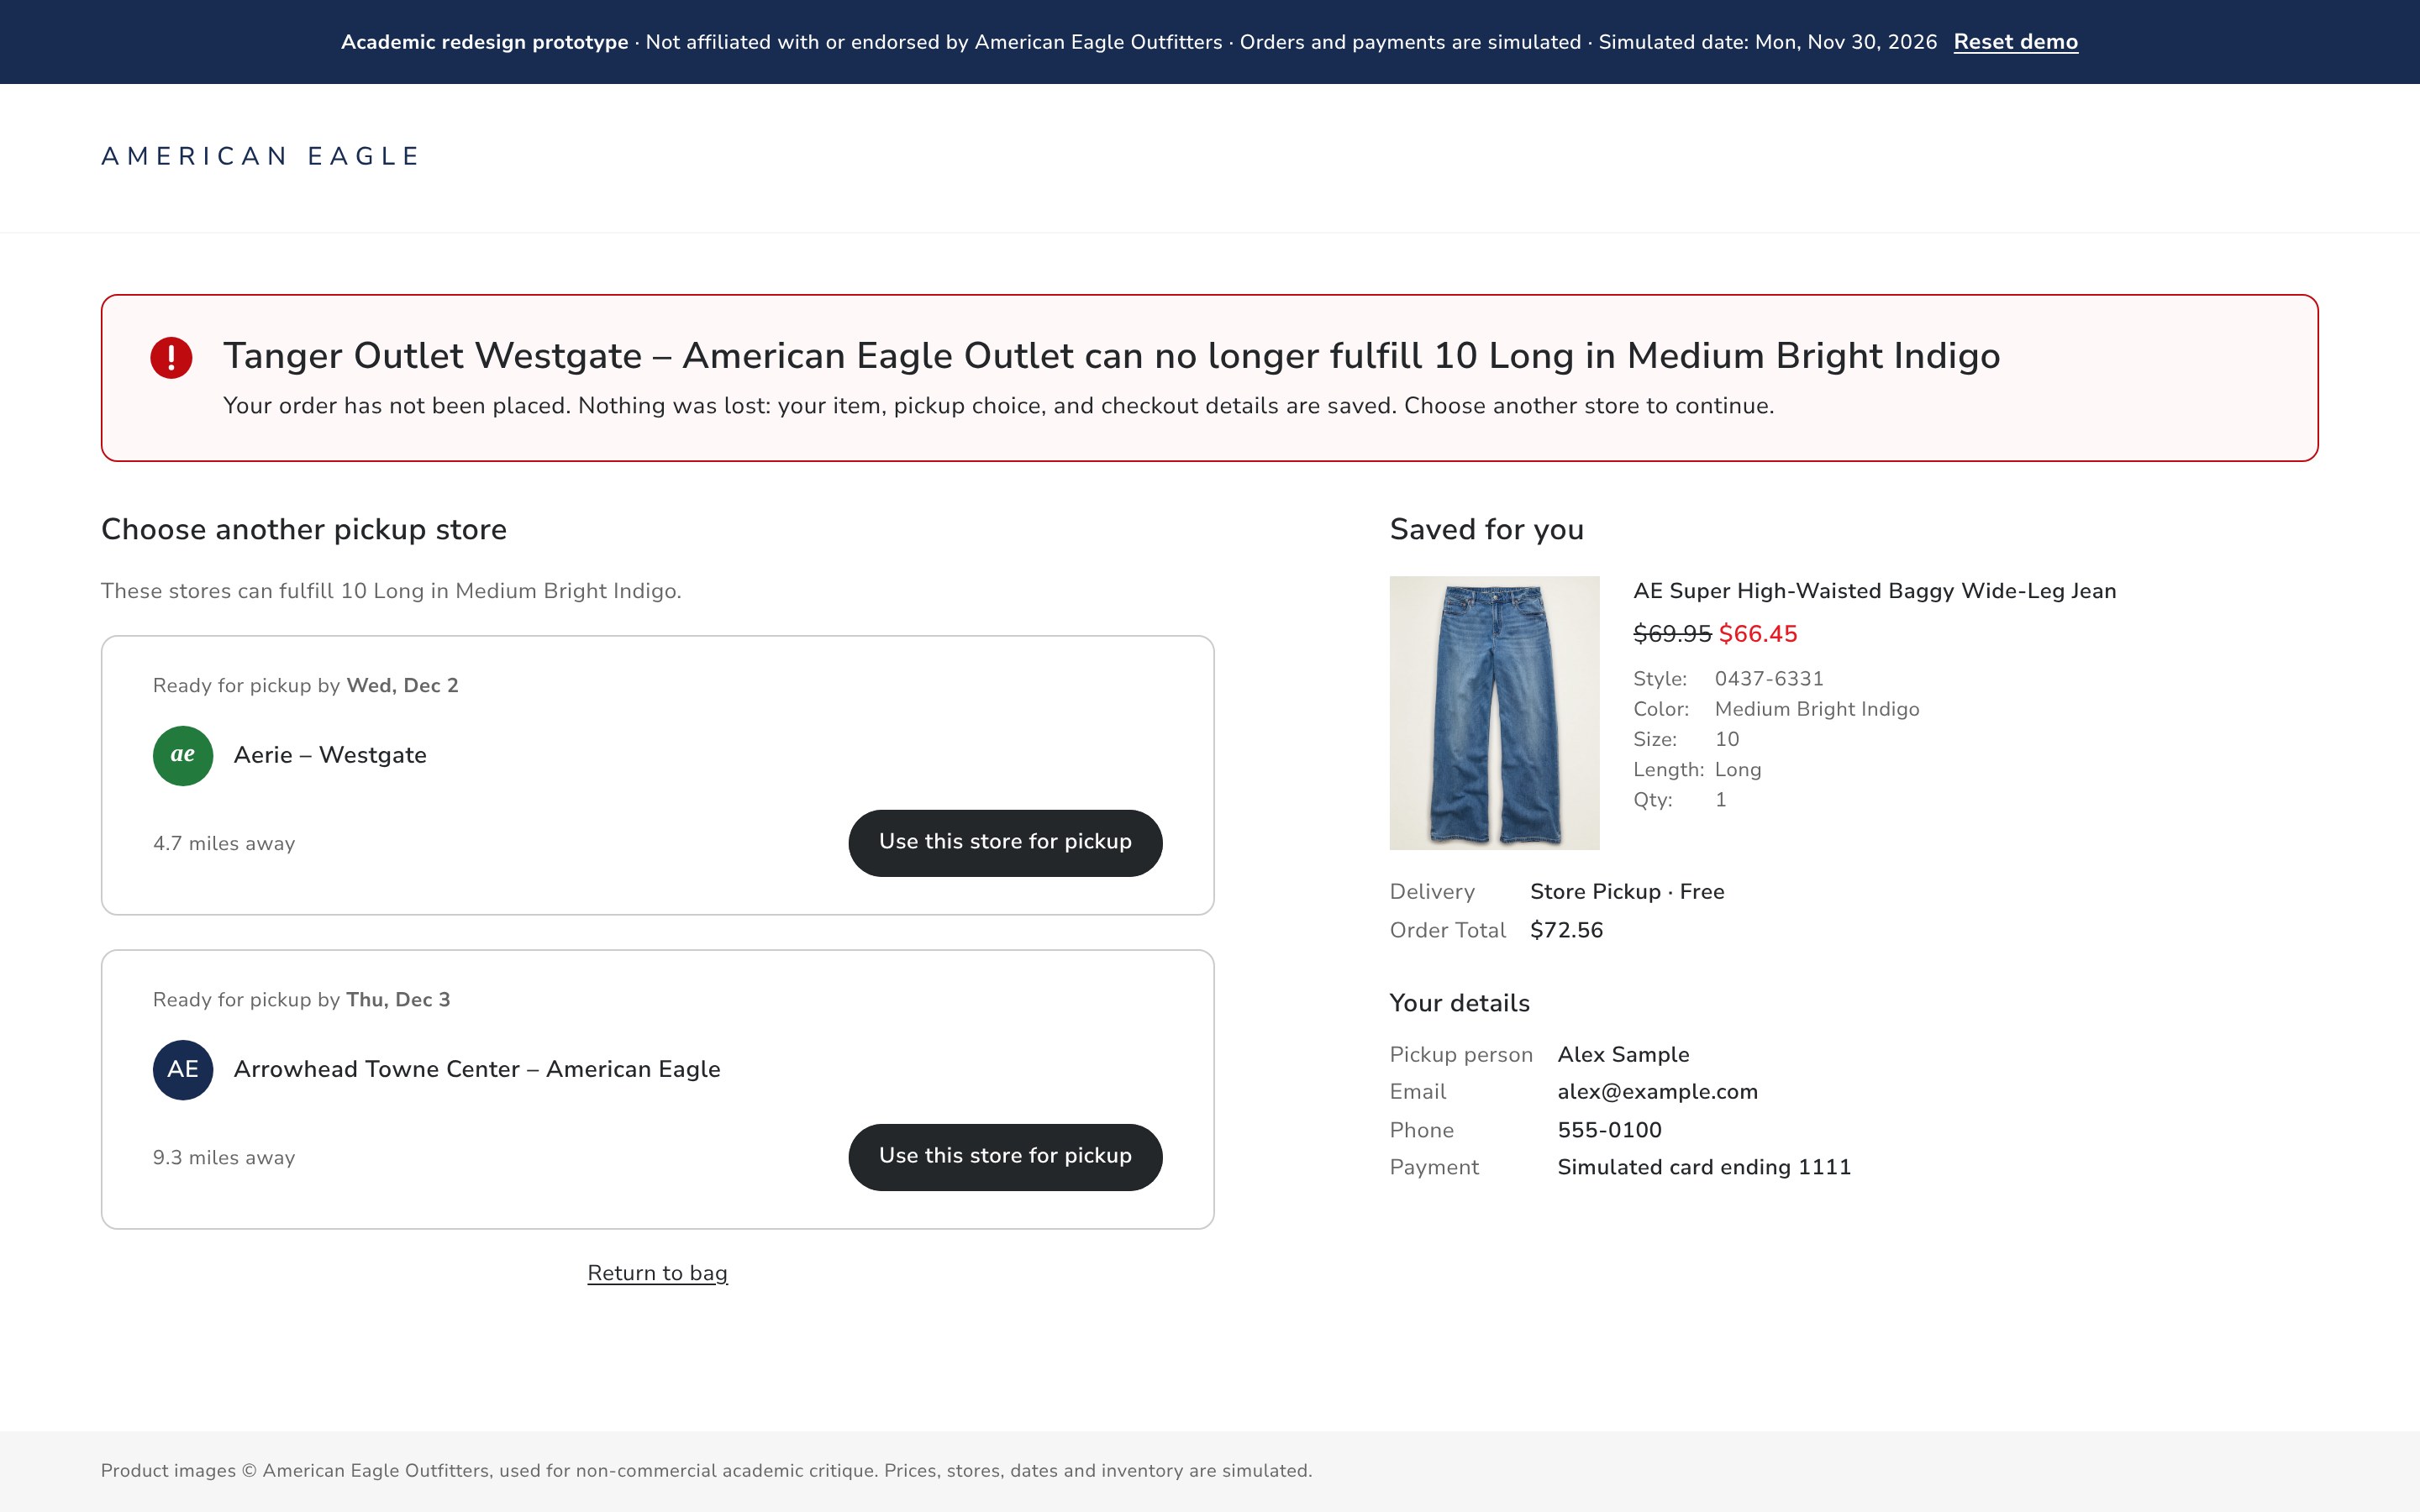 Academic redesign prototype · Not affiliated with or endorsed by American Eagle Outfitters · Orders and payments are simulated · Simulated date: Mon, Nov 30, 2026 Reset demo
AMERICAN EAGLE
Tanger Outlet Westgate – American Eagle Outlet can no longer fulfill 10 Long in Medium Bright Indigo
Your order has not been placed. Nothing was lost: your item, pickup choice, and checkout details are saved. Choose another store to continue.
Choose another pickup store
These stores can fulfill 10 Long in Medium Bright Indigo.
Ready for pickup by Wed, Dec 2
ae Aerie – Westgate
4.7 miles away
Use this store for pickup
Ready for pickup by Thu, Dec 3
AE Arrowhead Towne Center – American Eagle
9.3 miles away
Use this store for pickup
Return to bag
Saved for you
AE Super High-Waisted Baggy Wide-Leg Jean
$69.95 $66.45
Style: 0437-6331
Color: Medium Bright Indigo
Size: 10
Length: Long
Qty: 1
Delivery Store Pickup · Free
Order Total $72.56
Your details
Pickup person Alex Sample
Email alex@example.com
Phone 555-0100
Payment Simulated card ending 1111
Product images © American Eagle Outfitters, used for non-commercial academic critique. Prices, stores, dates and inventory are simulated.